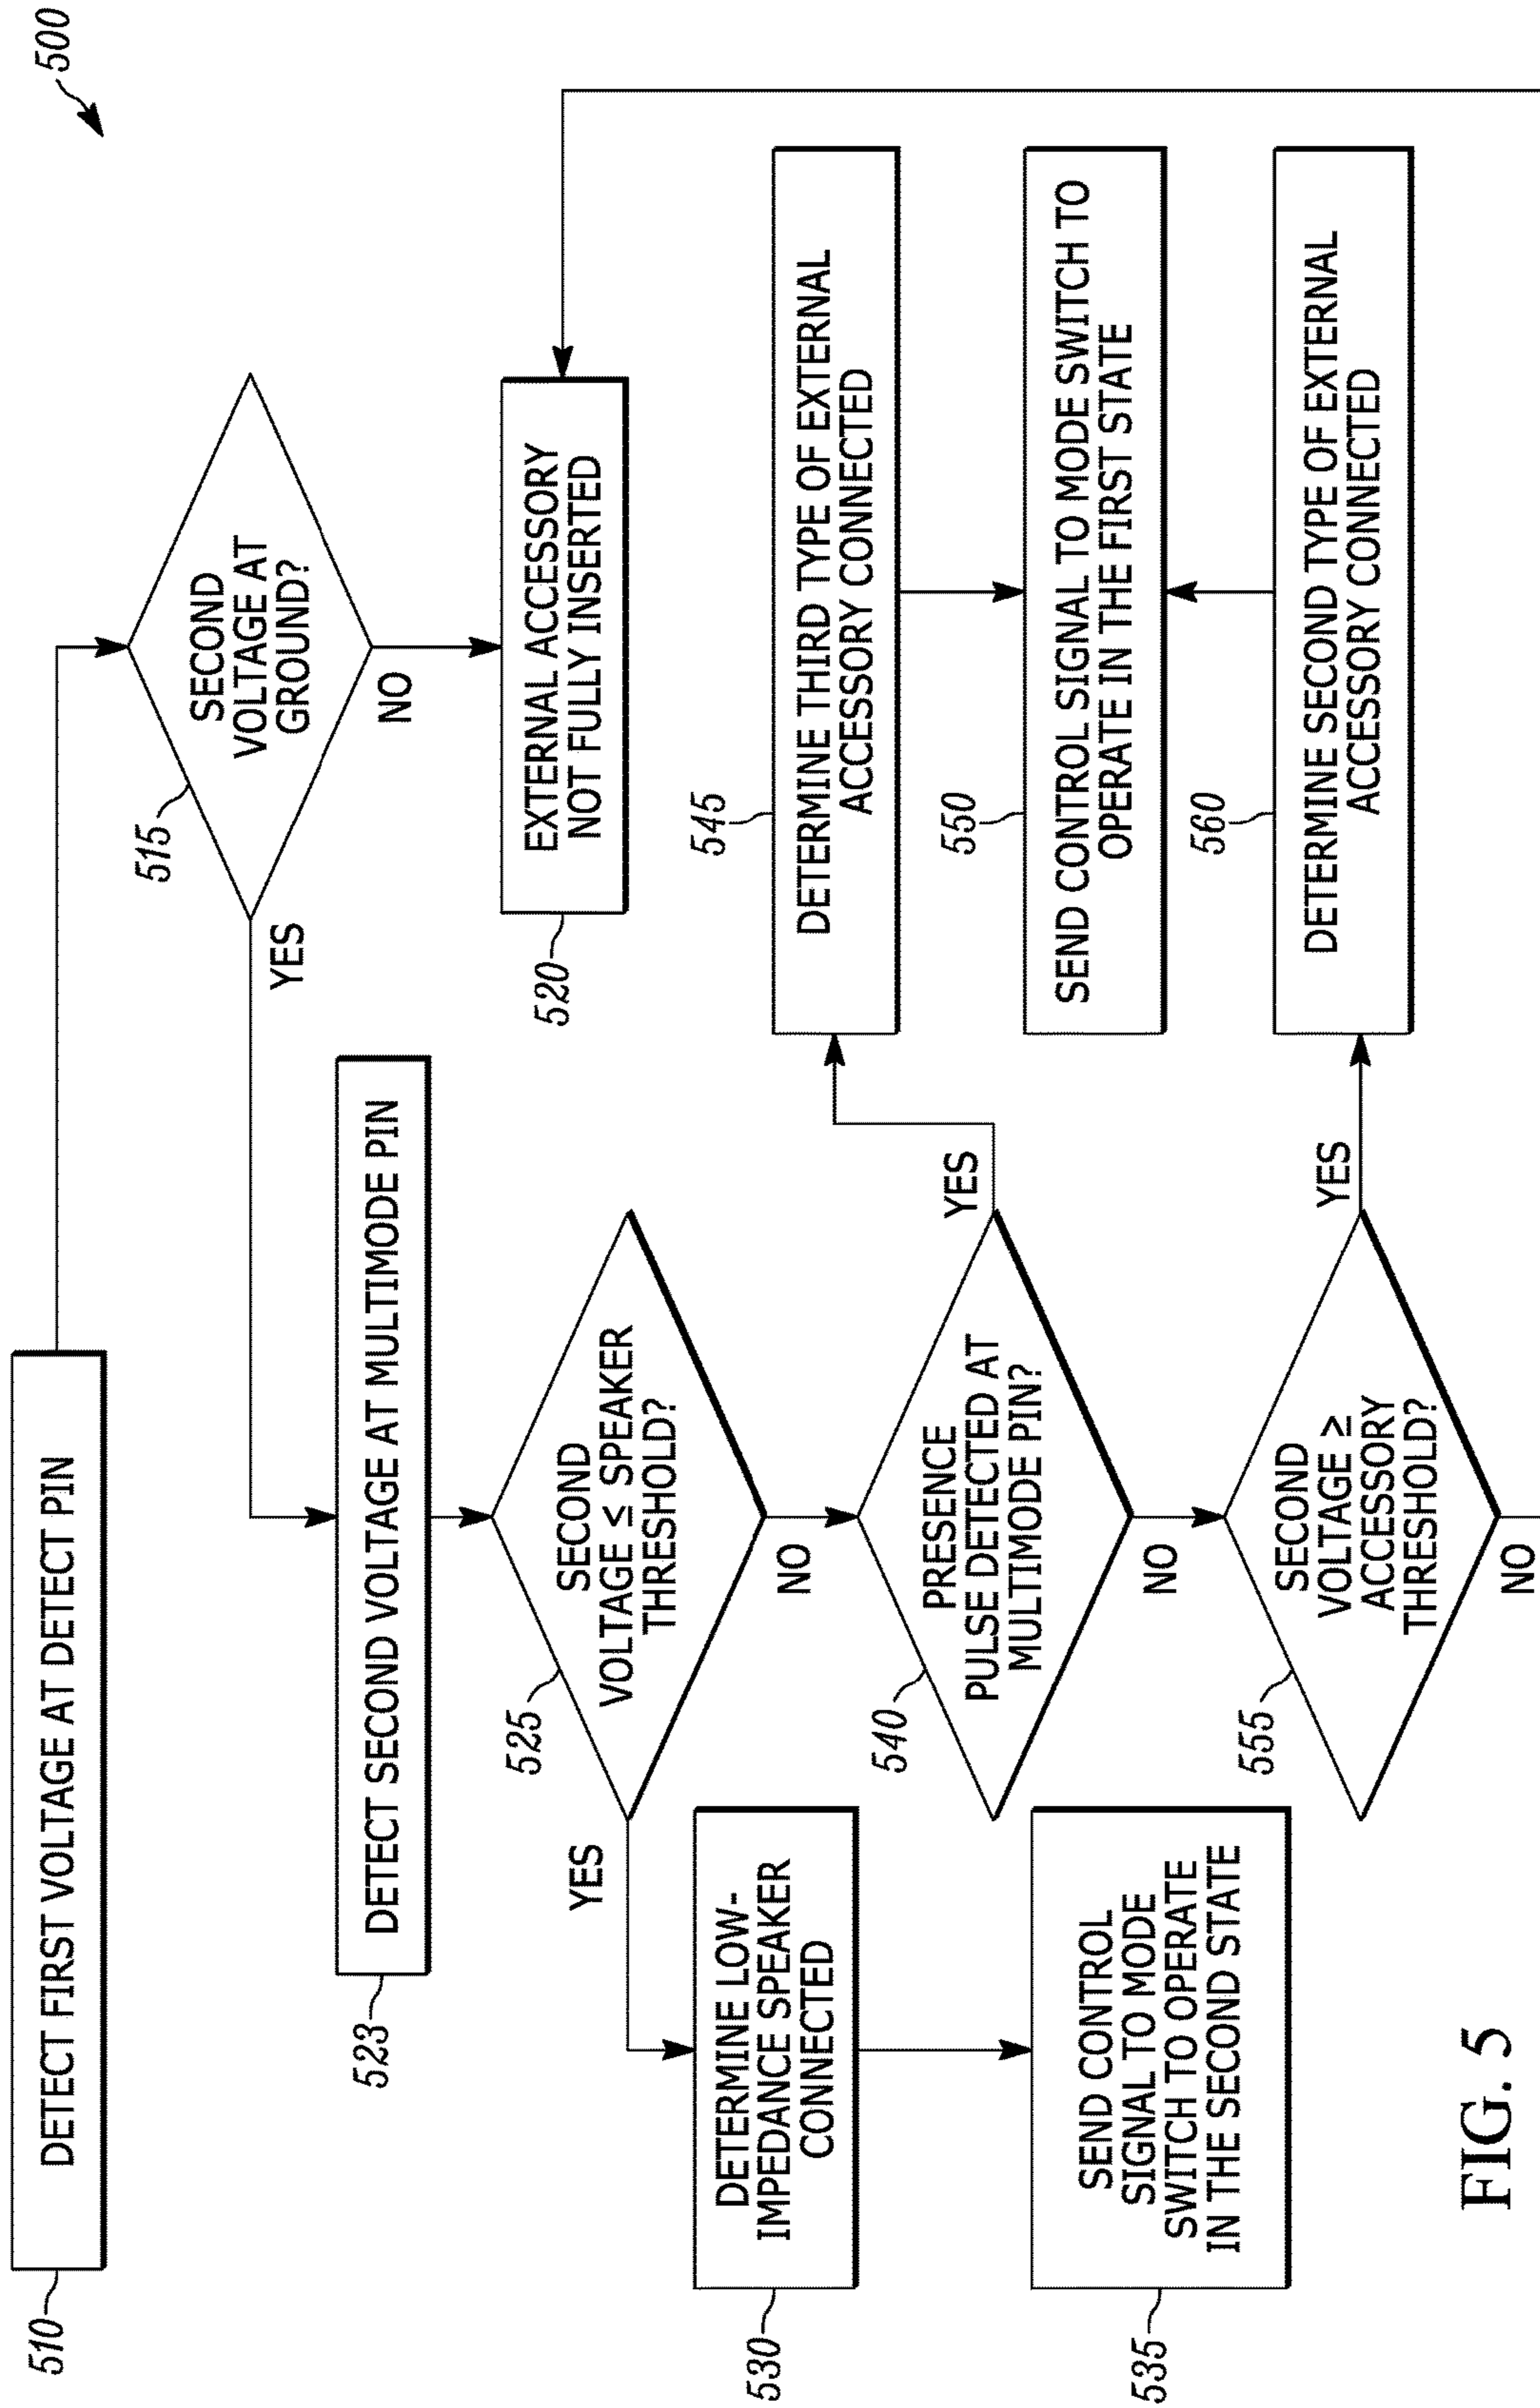 500
510
DETECT FIRST VOLTAGE AT DETECT PIN
515
SECOND
VOLTAGE AT
GROUND?
YES
NO
520
EXTERNAL ACCESSORY
NOT FULLY INSERTED
523
DETECT SECOND VOLTAGE AT MULTIMODE PIN
525
SECOND
VOLTAGE ≤ SPEAKER
THRESHOLD?
YES
NO
530
DETERMINE LOW-
IMPEDANCE SPEAKER
CONNECTED
535
SEND CONTROL
SIGNAL TO MODE
SWITCH TO OPERATE
IN THE SECOND STATE
540
PRESENCE
PULSE DETECTED AT
MULTIMODE PIN?
YES
NO
545
DETERMINE THIRD TYPE OF EXTERNAL
ACCESSORY CONNECTED
550
SEND CONTROL SIGNAL TO MODE SWITCH TO
OPERATE IN THE FIRST STATE
555
SECOND
VOLTAGE ≥
ACCESSORY
THRESHOLD?
YES
NO
560
DETERMINE SECOND TYPE OF EXTERNAL
ACCESSORY CONNECTED
FIG. 5